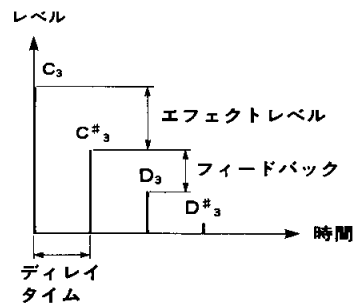 レベル
C₃
エフェクトレベル
C♯₃
フィードバック
D₃
D♯₃
時間
ディレイ
タイム